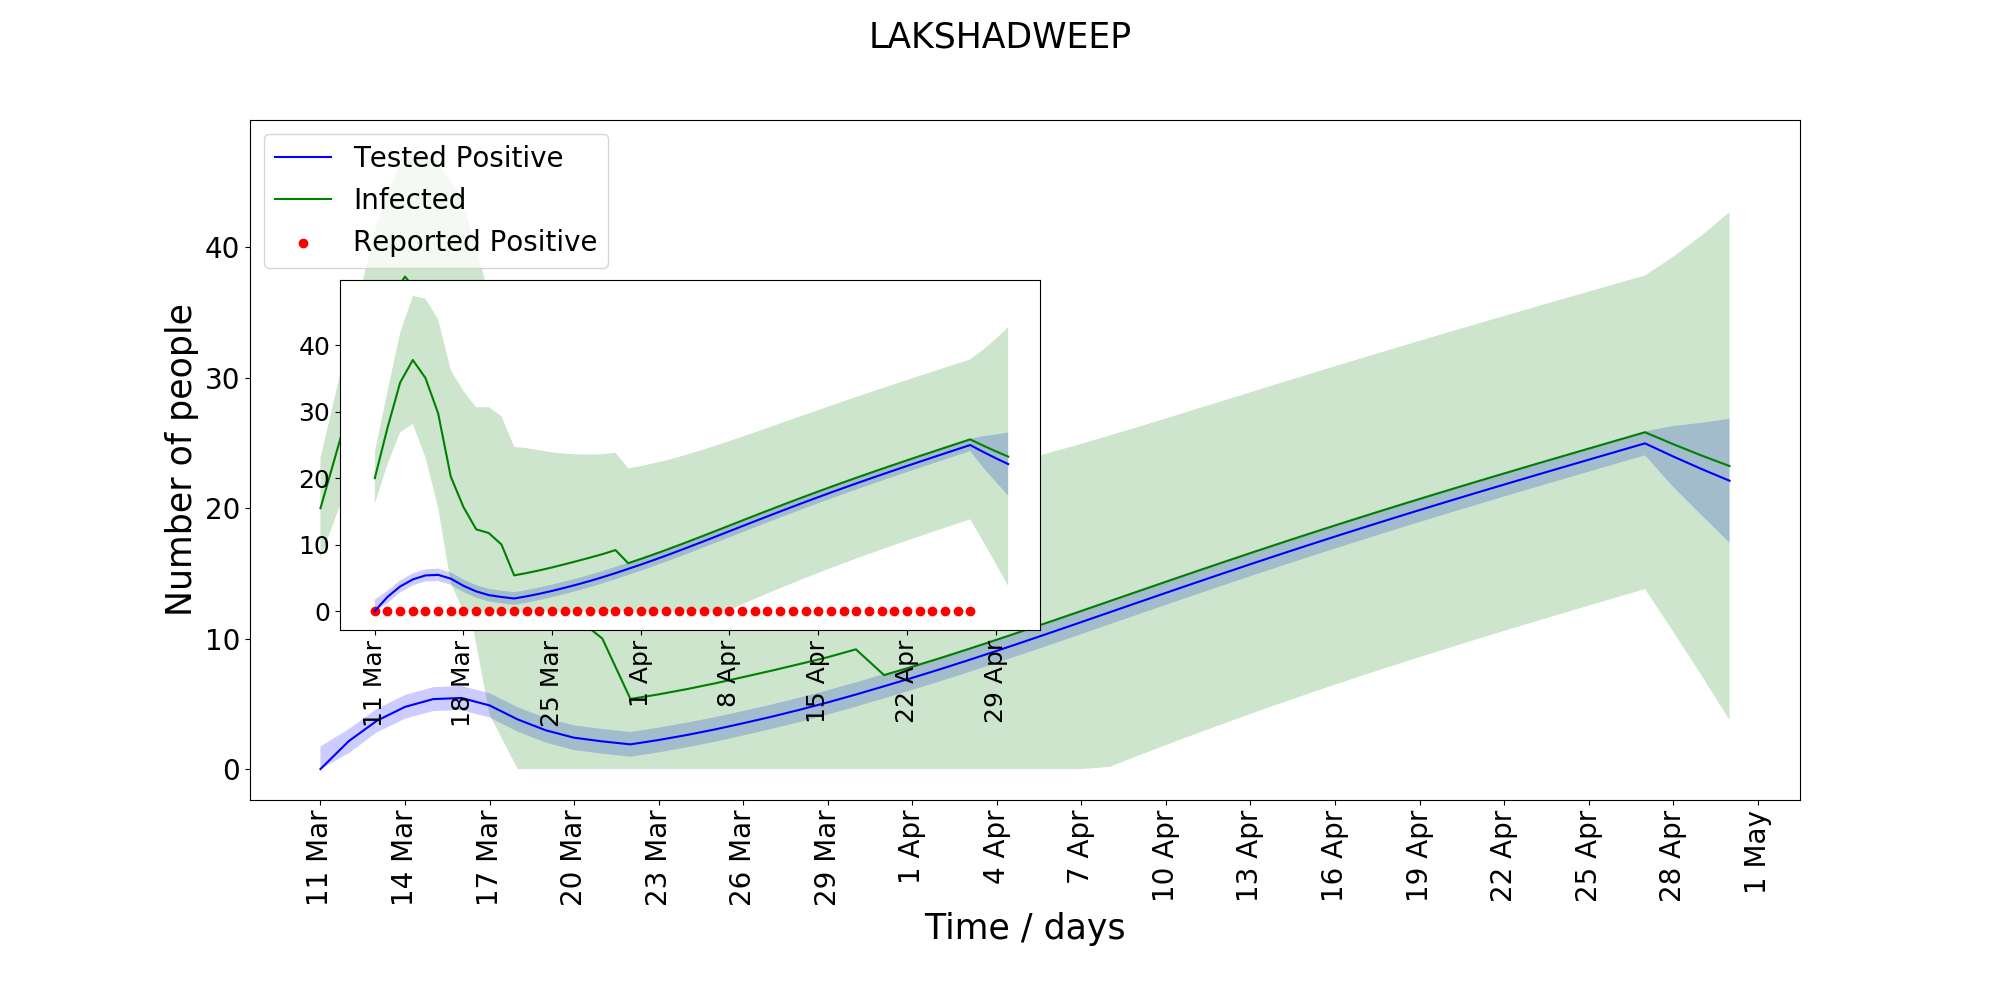 LAKSHADWEEP
Tested Positive
Infected
Reported Positive
Number of people
40
30
20
10
0
40
30
20
10
0
11 Mar
18 Mar
25 Mar
1 Apr
8 Apr
15 Apr
22 Apr
29 Apr
11 Mar
14 Mar
17 Mar
20 Mar
23 Mar
26 Mar
29 Mar
1 Apr
4 Apr
7 Apr
10 Apr
13 Apr
16 Apr
19 Apr
22 Apr
25 Apr
28 Apr
1 May
Time / days